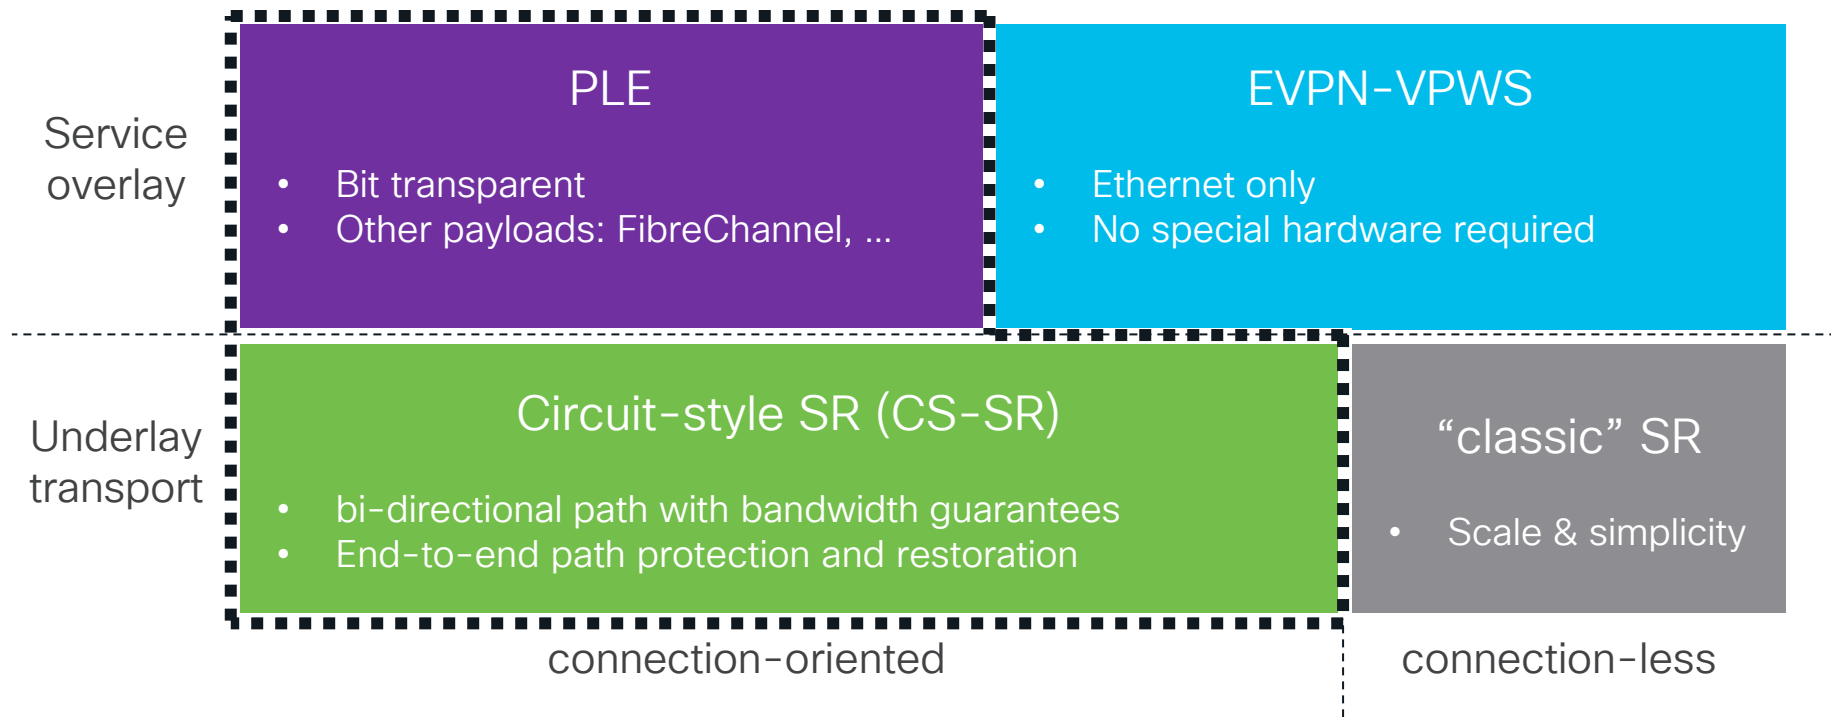 Service
overlay
PLE
• Bit transparent
• Other payloads: FibreChannel, ...
EVPN-VPWS
• Ethernet only
• No special hardware required
Underlay
transport
Circuit-style SR (CS-SR)
• bi-directional path with bandwidth guarantees
• End-to-end path protection and restoration
“classic” SR
• Scale & simplicity
connection-oriented
connection-less